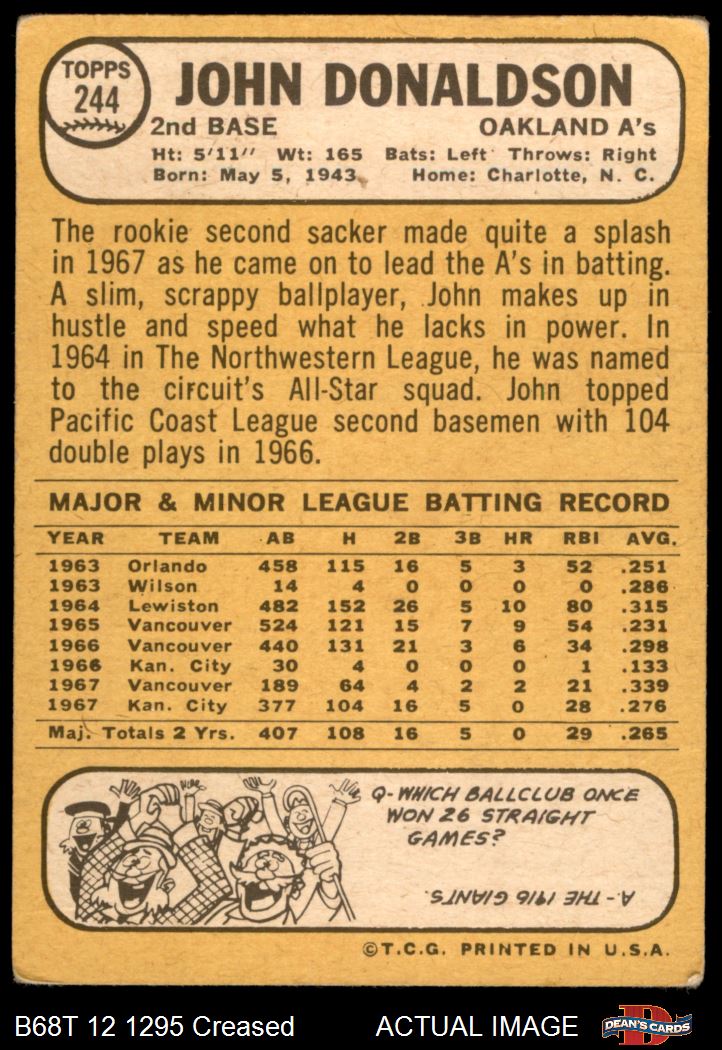 TOPPS
244
JOHN DONALDSON
2nd BASE OAKLAND A's
Ht: 5'11" Wt: 165 Bats: Left Throws: Right
Born: May 5, 1943 Home: Charlotte, N. C.
The rookie second sacker made quite a splash
in 1967 as he came on to lead the A's in batting.
A slim, scrappy ballplayer, John makes up in
hustle and speed what he lacks in power. In
1964 in The Northwestern League, he was named
to the circuit's All-Star squad. John topped
Pacific Coast League second basemen with 104
double plays in 1966.
MAJOR & MINOR LEAGUE BATTING RECORD
YEAR TEAM AB H 2B 3B HR RBI AVG.
1963 Orlando 458 115 16 5 3 52 .251
1963 Wilson 14 4 0 0 0 0 .286
1964 Lewiston 482 152 26 5 10 80 .315
1965 Vancouver 524 121 15 7 9 54 .231
1966 Vancouver 440 131 21 3 6 34 .298
1966 Kan. City 30 4 0 0 0 1 .133
1967 Vancouver 189 64 4 2 2 21 .339
1967 Kan. City 377 104 16 5 0 28 .276
Maj. Totals 2 Yrs. 407 108 16 5 0 29 .265
Q-WHICH BALLCLUB ONCE
WON 26 STRAIGHT
GAMES?
A.-THE 1916 GIANTS.
©T.C.G. PRINTED IN U.S.A.
B68T 12 1295 Creased ACTUAL IMAGE
D
DEAN'S CARDS